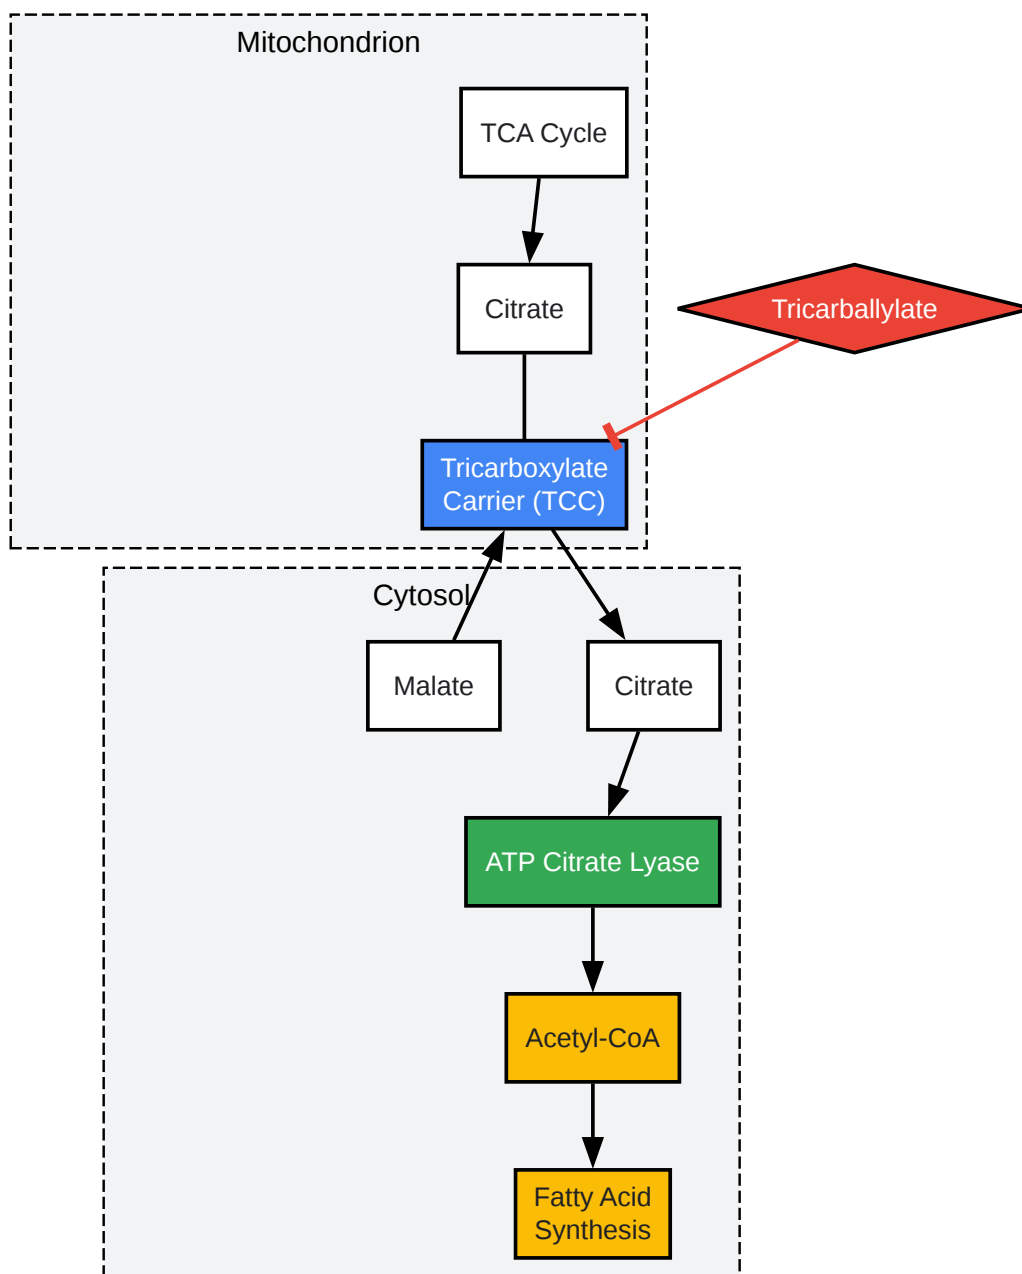 Mitochondrion
TCA Cycle
Citrate
Tricarballylate
Tricarboxylate
Carrier (TCC)
Cytosol
Malate
Citrate
ATP Citrate Lyase
Acetyl-CoA
Fatty Acid
Synthesis